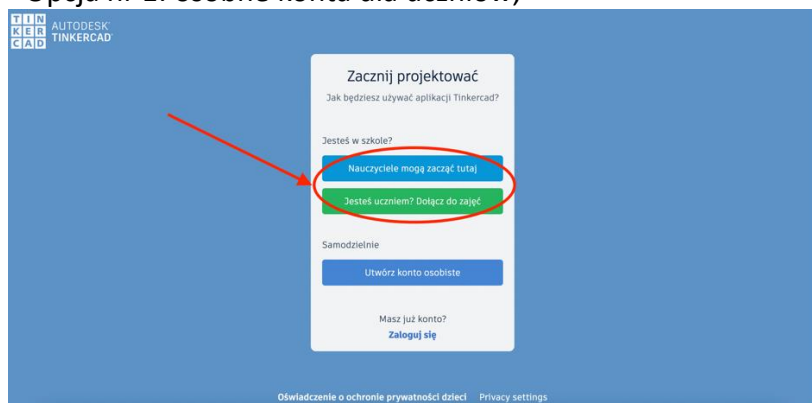 Opcja nr 1: osobne konta dla uczniów)
TIN
KER
CAD
AUTODESK
TINKERCAD
Zacznij projektować
Jak będziesz używać aplikacji Tinkercad?
Jesteś w szkole?
Nauczyciele mogą zacząć tutaj
Jesteś uczniem? Dołącz do zajęć
Samodzielnie
Utwórz konto osobiste
Masz już konto?
Zaloguj się
Oświadczenie o ochronie prywatności dzieci Privacy settings